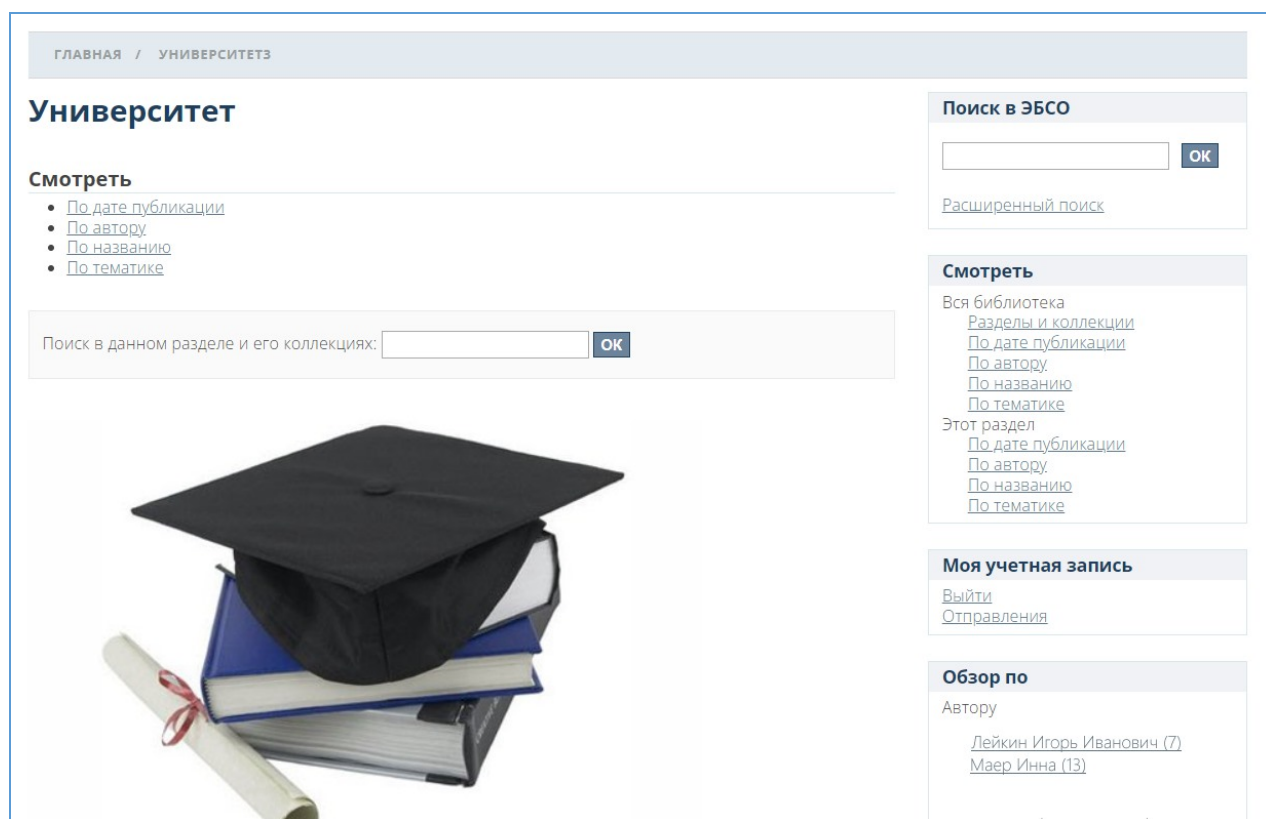 ГЛАВНАЯ / УНИВЕРСИТЕТ3
Университет
Смотреть
По дате публикации
По автору
По названию
По тематике
Поиск в данном разделе и его коллекциях: ОК
Поиск в ЭБСО
ОК
Расширенный поиск
Смотреть
Вся библиотека
Разделы и коллекции
По дате публикации
По автору
По названию
По тематике
Этот раздел
По дате публикации
По автору
По названию
По тематике
Моя учетная запись
Выйти
Отправления
Обзор по
Автору
Лейкин Игорь Иванович (7)
Маер Инна (13)